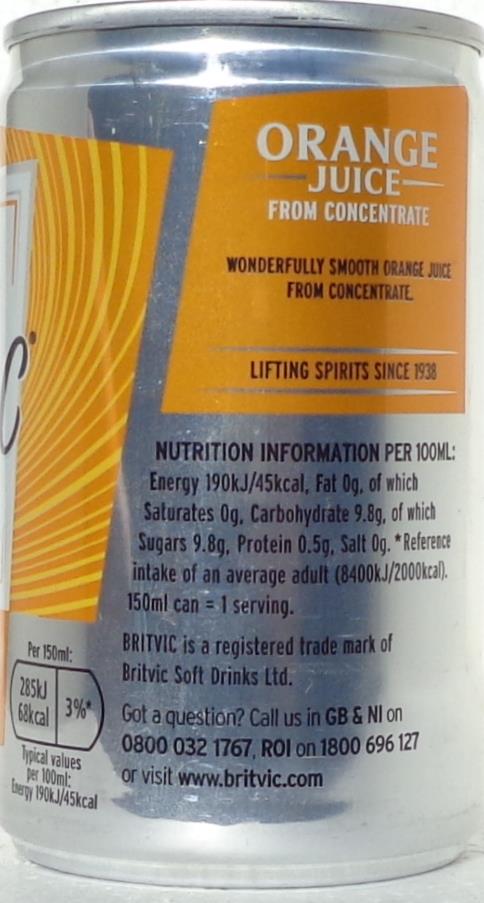 ORANGE
JUICE
FROM CONCENTRATE
WONDERFULLY SMOOTH ORANGE JUICE
FROM CONCENTRATE.
LIFTING SPIRITS SINCE 1938
C
NUTRITION INFORMATION PER 100ML:
Energy 190kJ/45kcal, Fat 0g, of which
Saturates 0g, Carbohydrate 9.8g, of which
Sugars 9.8g, Protein 0.5g, Salt 0g. *Reference
intake of an average adult (8400kJ/2000kcal).
150ml can = 1 serving.
BRITVIC is a registered trade mark of
Britvic Soft Drinks Ltd.
Got a question? Call us in GB & NI on
0800 032 1767, ROI on 1800 696 127
or visit www.britvic.com
Per 150ml:
285kJ
68kcal
3%*
Typical values
per 100ml:
Energy 190kJ/45kcal